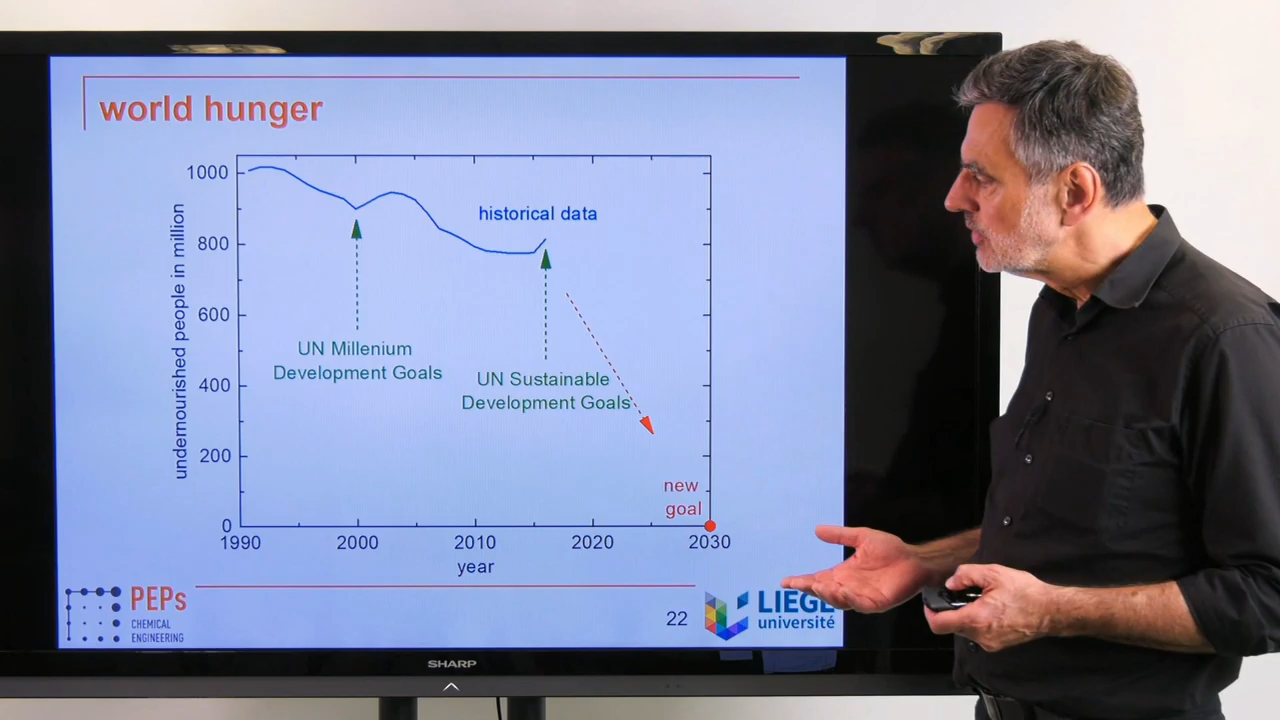 world hunger
1000
800
600
400
200
0
undernourished people in million
historical data
UN Millenium
Development Goals
UN Sustainable
Development Goals
new
goal
1990
2000
2010
2020
2030
year
PEPs
CHEMICAL
ENGINEERING
22
LIEGE
université
SHARP